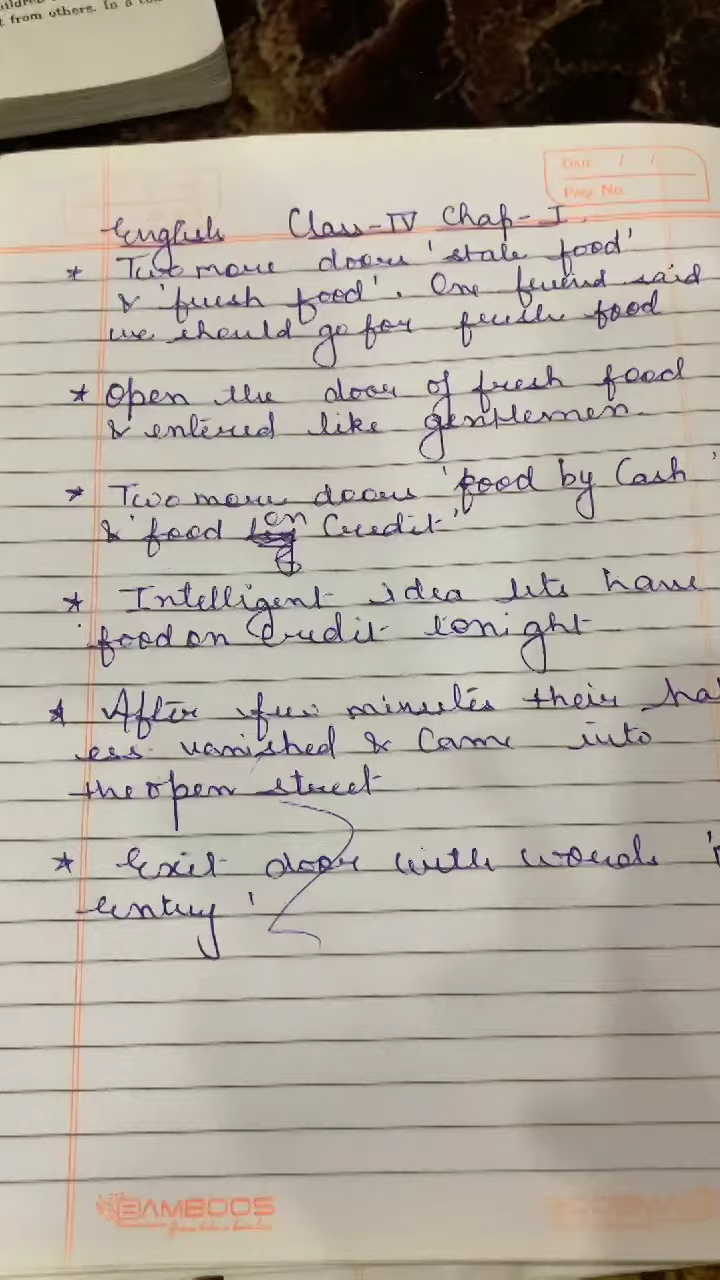 t from others. In a
DATE / /
PAGE No.
English Class-IV Chap-I
* Two more doors 'stale food'
& 'fresh food'. One friend said
we should go for fresh food
* Open the door of fresh food
& entered like gentlemen.
* Two more doors 'food by Cash'
& 'food on Credit'
* Intelligent idea lets have
food on Credit tonight
* After few minutes their
ess vanished & Came into
the open street
* Exit door with words
Entry'
BAMBOOS